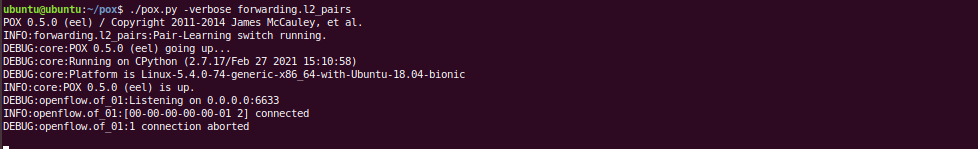 ubuntu@ubuntu:~/pox$ ./pox.py -verbose forwarding.l2_pairs
POX 0.5.0 (eel) / Copyright 2011-2014 James McCauley, et al.
INFO:forwarding.l2_pairs:Pair-Learning switch running.
DEBUG:core:POX 0.5.0 (eel) going up...
DEBUG:core:Running on CPython (2.7.17/Feb 27 2021 15:10:58)
DEBUG:core:Platform is Linux-5.4.0-74-generic-x86_64-with-Ubuntu-18.04-bionic
INFO:core:POX 0.5.0 (eel) is up.
DEBUG:openflow.of_01:Listening on 0.0.0.0:6633
INFO:openflow.of_01:[00-00-00-00-00-01 2] connected
DEBUG:openflow.of_01:1 connection aborted